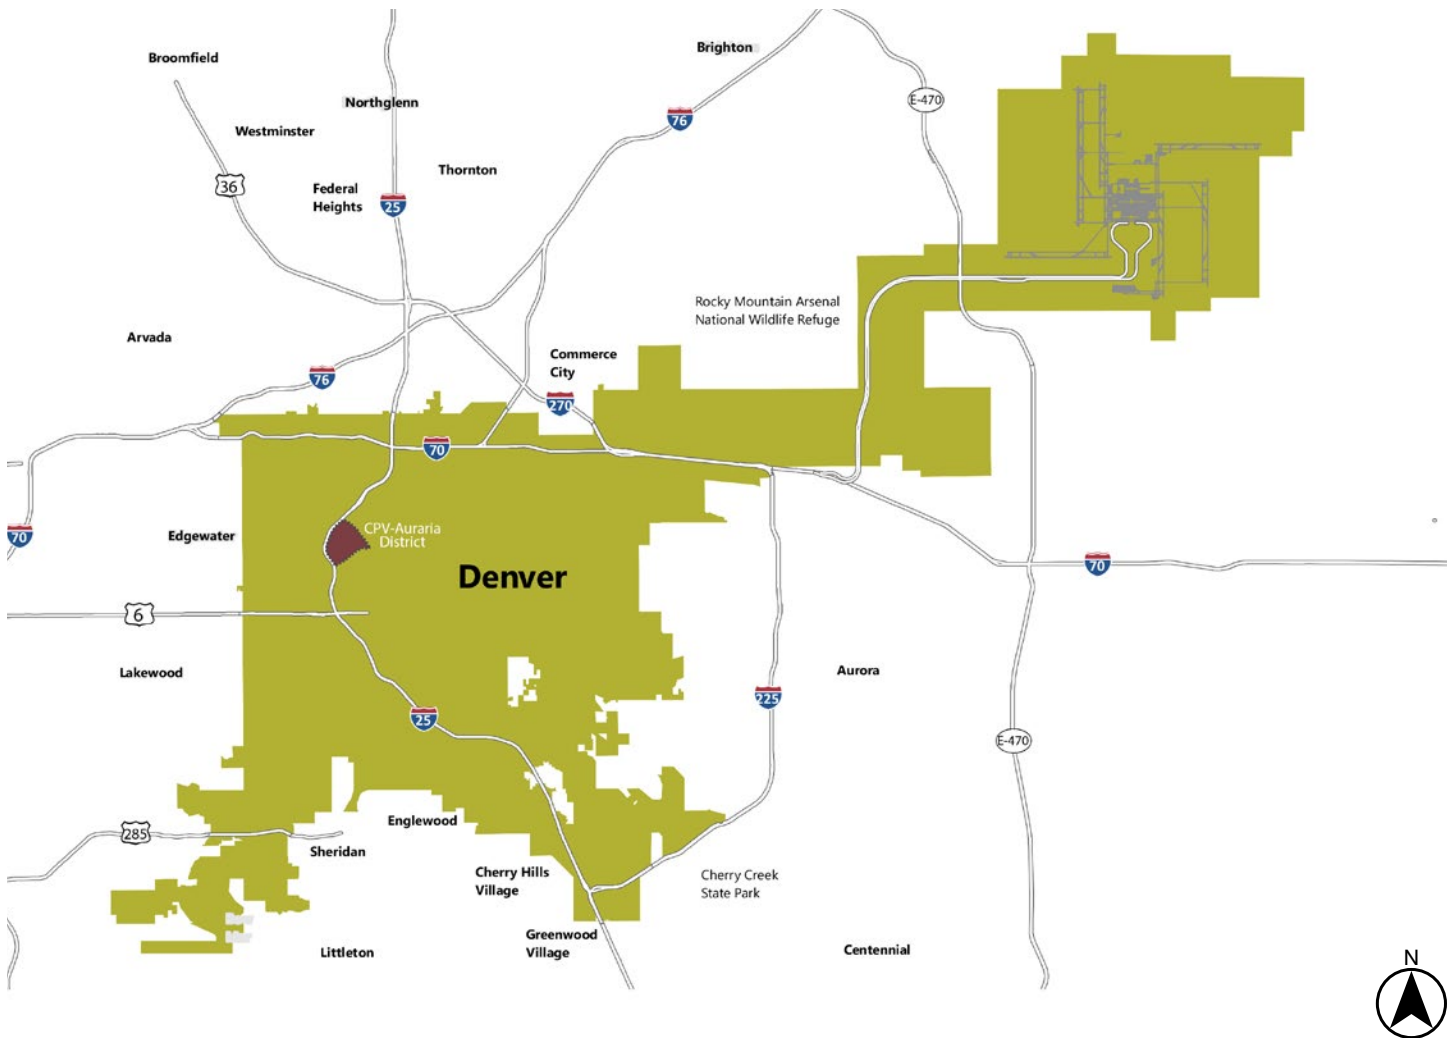 Brighton
Broomfield
E-470
Northglenn
76
Westminster
Thornton
36
Federal
Heights
25
Rocky Mountain Arsenal
National Wildlife Refuge
Arvada
Commerce
City
76
270
70
CPV-Auraria
District
Edgewater
70
Denver
70
6
Lakewood
Aurora
225
25
E-470
Englewood
285
Sheridan
Cherry Hills
Village
Cherry Creek
State Park
Greenwood
Village
Littleton
Centennial
N